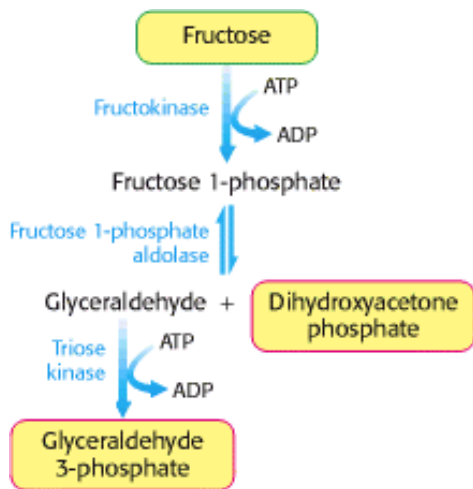 Fructose
ATP
Fructokinase
ADP
Fructose 1-phosphate
Fructose 1-phosphate
aldolase
Glyceraldehyde + Dihydroxyacetone
phosphate
ATP
Triose
kinase
ADP
Glyceraldehyde
3-phosphate